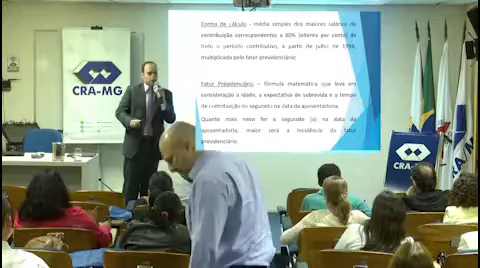 Forma de cálculo – média simples dos maiores salários de
contribuição correspondentes a 80% (oitenta por cento) de
todo o período contributivo, a partir de julho de 1994,
multiplicada pelo fator previdenciário;
Fator Previdenciário – fórmula matemática que leva em
consideração a idade, a expectativa de sobrevida e o tempo
de contribuição do segurado na data da aposentadoria.
Quanto mais novo for o segurado (a) na data da
aposentadoria, maior será a incidência do fator
previdenciário.
CRA-MG
CRA-MG